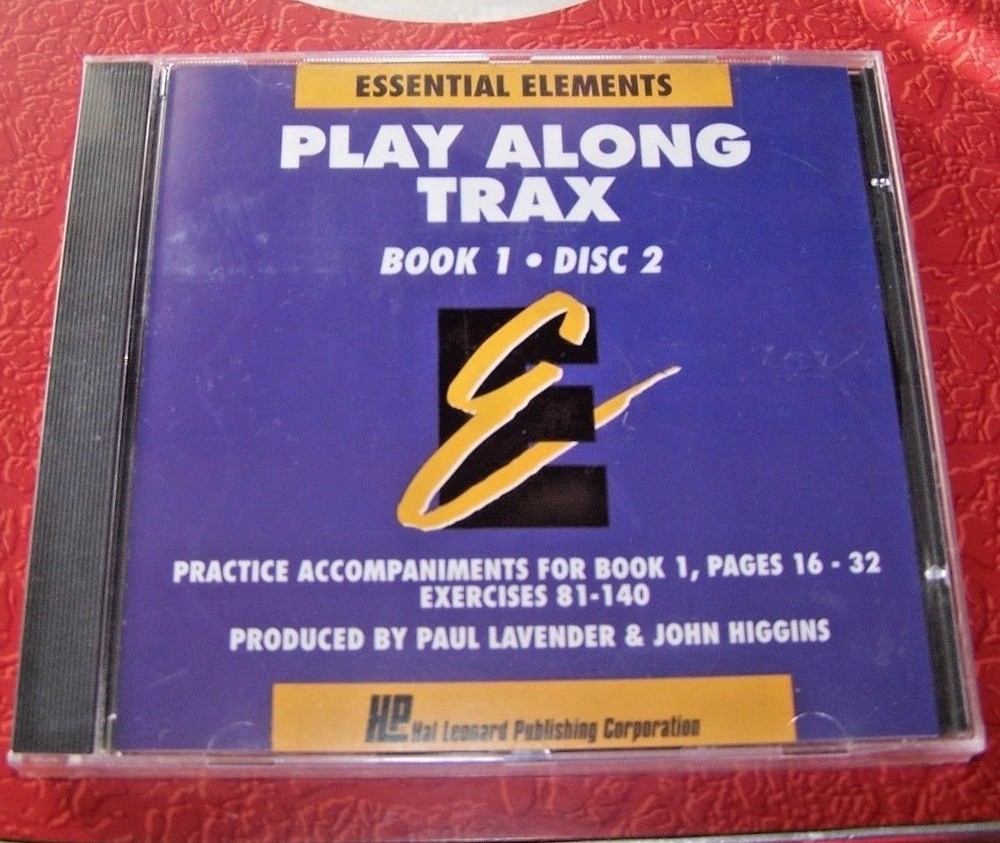 ESSENTIAL ELEMENTS
PLAY ALONG
TRAX
BOOK 1 • DISC 2
E
PRACTICE ACCOMPANIMENTS FOR BOOK 1, PAGES 16 - 32
EXERCISES 81-140
PRODUCED BY PAUL LAVENDER & JOHN HIGGINS
HLP Hal Leonard Publishing Corporation